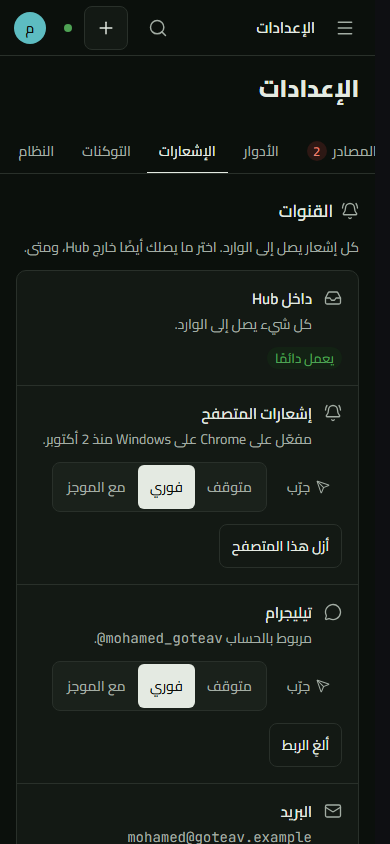 الإعدادات
م
الإعدادات
المصادر 2
الأدوار
الإشعارات
التوكنات
النظام
القنوات
كل إشعار يصل إلى الوارد. اختر ما يصلك أيضًا خارج Hub، ومتى.
داخل Hub
كل شيء يصل إلى الوارد.
يعمل دائمًا
إشعارات المتصفح
مفعّل على Chrome على Windows منذ 2 أكتوبر.
جرّب
متوقف
فوري
مع الموجز
أزل هذا المتصفح
تيليجرام
مربوط بالحساب @mohamed_goteav.
جرّب
متوقف
فوري
مع الموجز
ألغِ الربط
البريد
mohamed@goteav.example